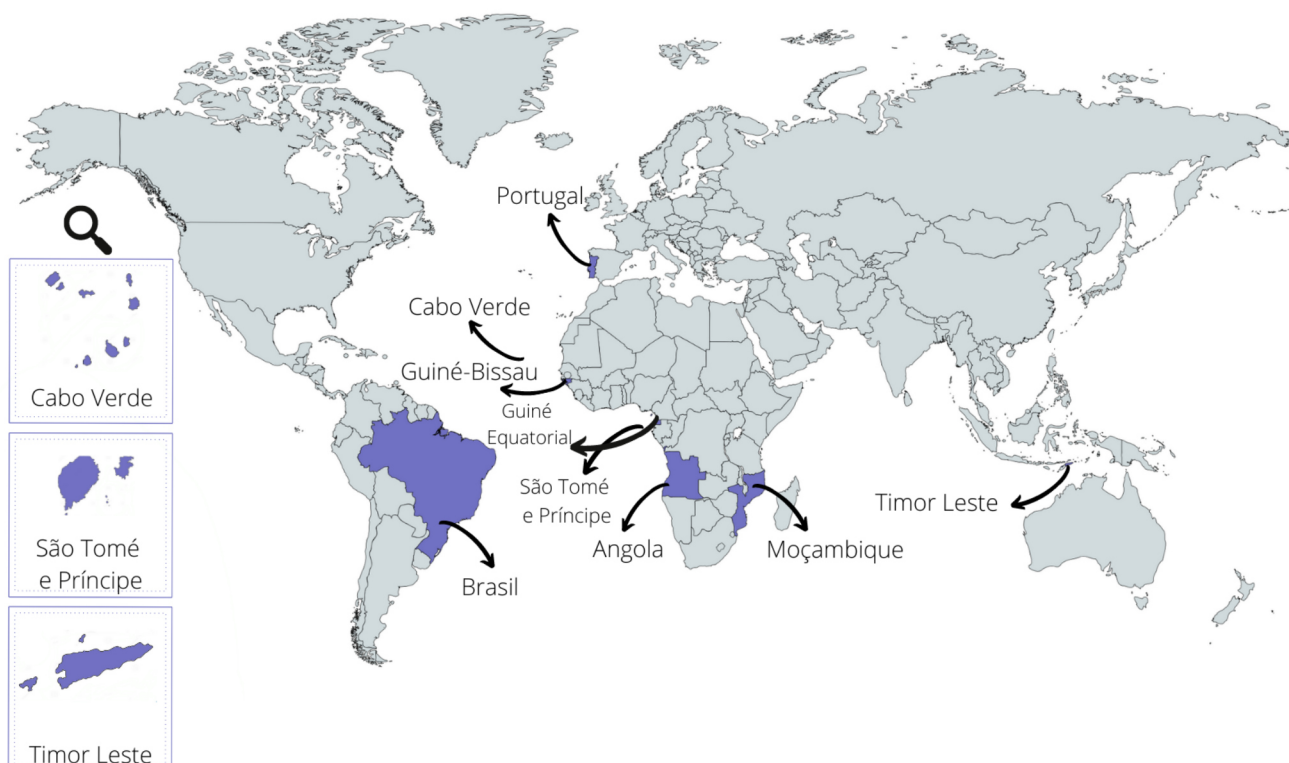 Portugal
Cabo Verde
Guiné-Bissau
Guiné
Equatorial
São Tomé
e Príncipe
Angola
Moçambique
Timor Leste
Brasil
Cabo Verde
São Tomé
e Príncipe
Timor Leste